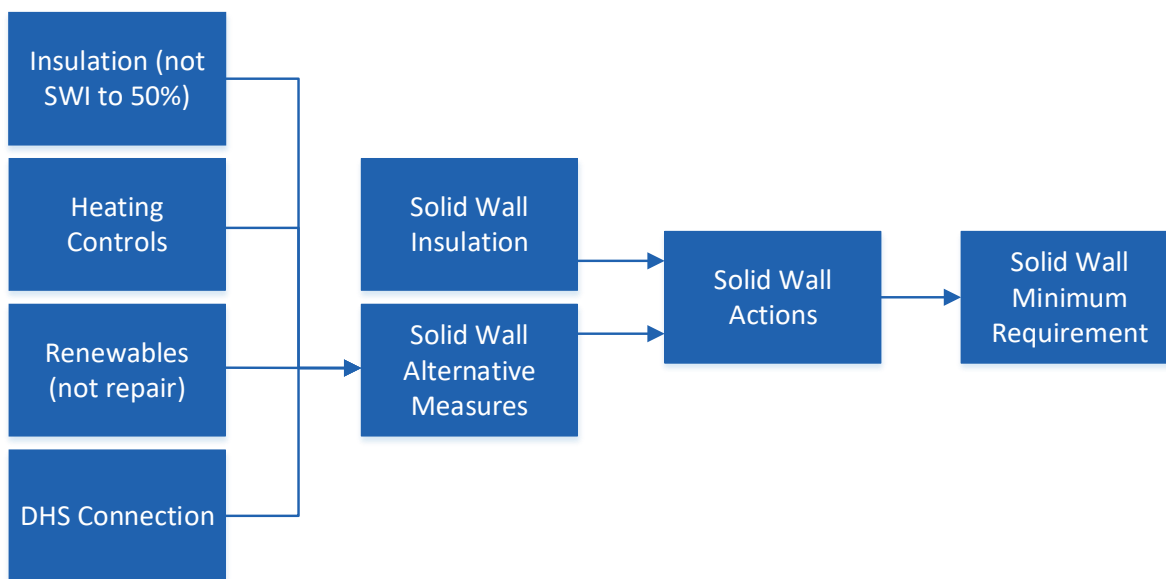 Insulation (not
SWI to 50%)
Heating
Controls
Renewables
(not repair)
DHS Connection
Solid Wall
Insulation
Solid Wall
Alternative
Measures
Solid Wall
Actions
Solid Wall
Minimum
Requirement